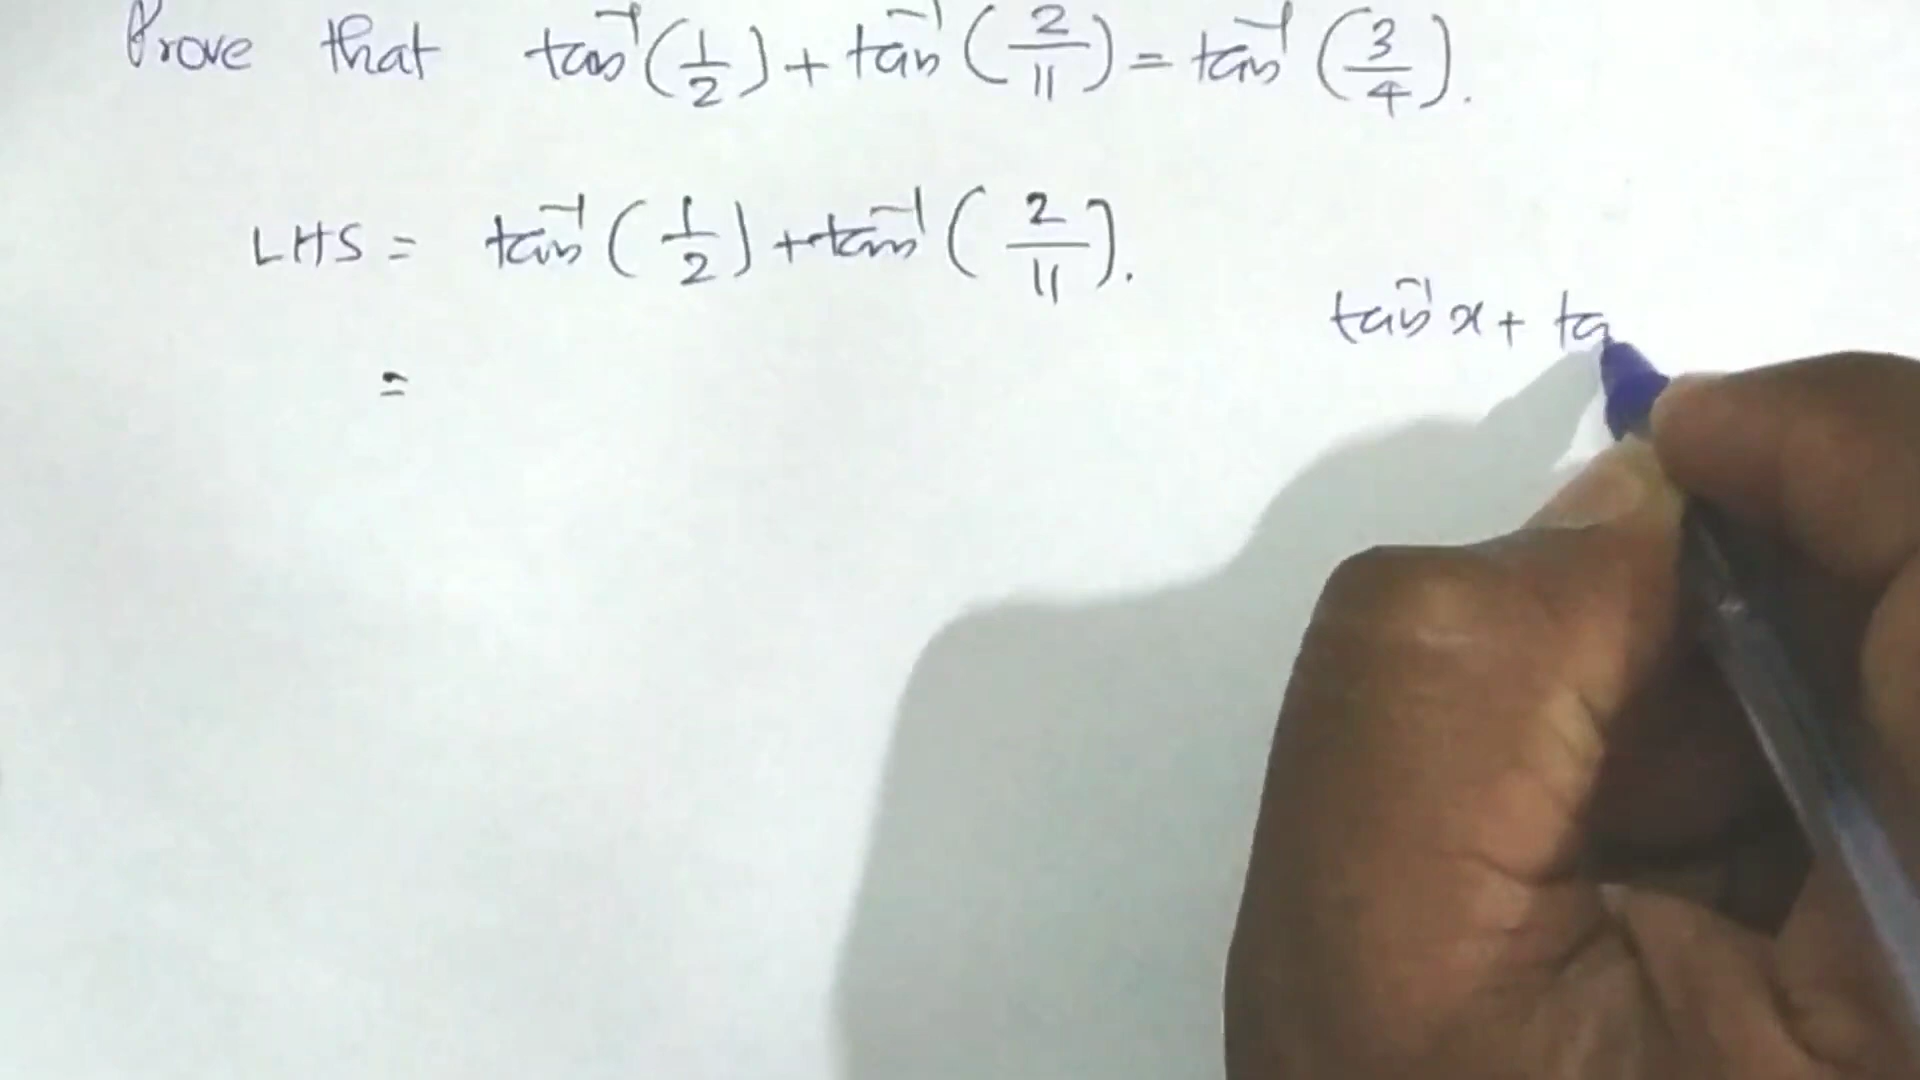 Prove that tan⁻¹(1/2) + tan⁻¹(2/11) = tan⁻¹(3/4).
LHS = tan⁻¹(1/2) + tan⁻¹(2/11).
tan⁻¹ x + ta
=